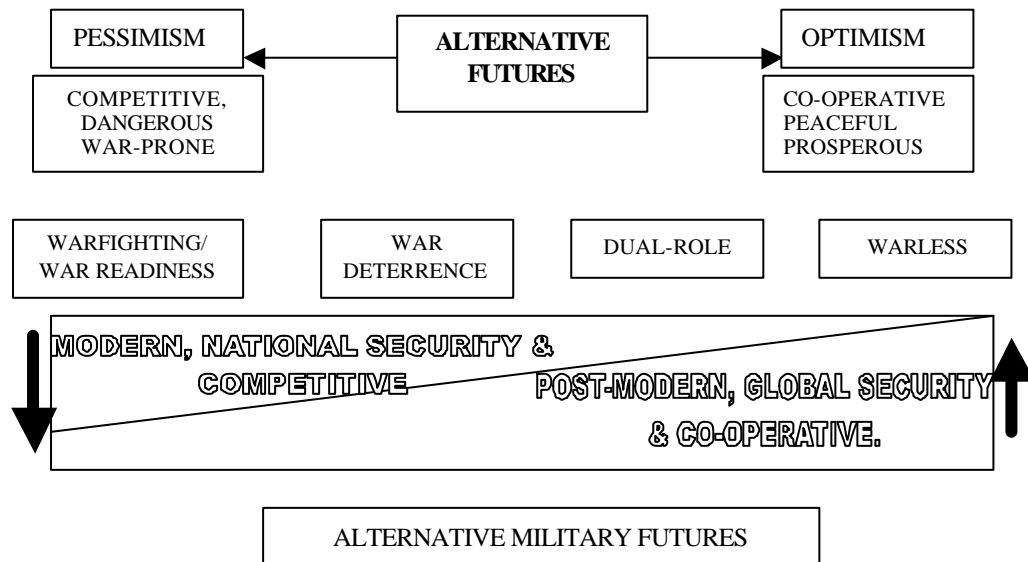 PESSIMISM
ALTERNATIVE
FUTURES
OPTIMISM
COMPETITIVE,
DANGEROUS
WAR-PRONE
CO-OPERATIVE
PEACEFUL
PROSPEROUS
WARFIGHTING/
WAR READINESS
WAR
DETERRENCE
DUAL-ROLE
WARLESS
MODERN, NATIONAL SECURITY &
COMPETITIVE
POST-MODERN, GLOBAL SECURITY
& CO-OPERATIVE.
ALTERNATIVE MILITARY FUTURES